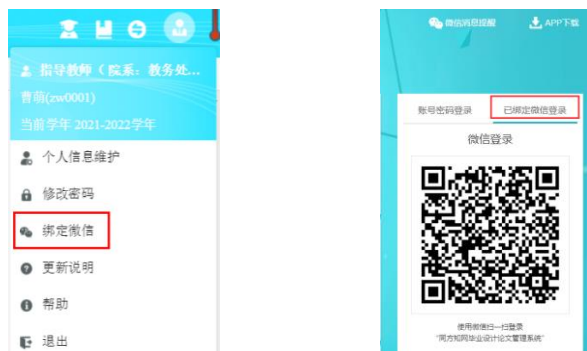 指导教师（院系：教务处...
曹萌(zw0001)
当前学年 2021-2022学年
个人信息维护
修改密码
绑定微信
更新说明
帮助
退出
微信消息提醒 APP下载
账号密码登录 已绑定微信登录
微信登录
使用微信扫一扫登录
“同方知网毕业设计论文管理系统”